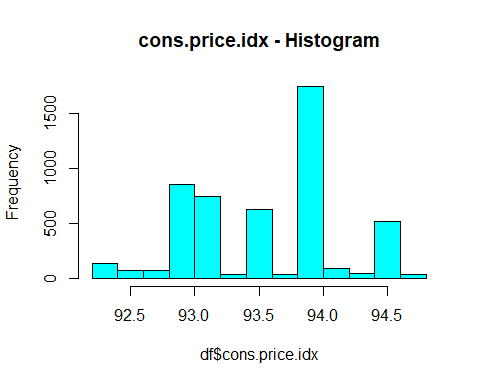 cons.price.idx - Histogram
Frequency
0 500 1000 1500
92.5 93.0 93.5 94.0 94.5
df$cons.price.idx